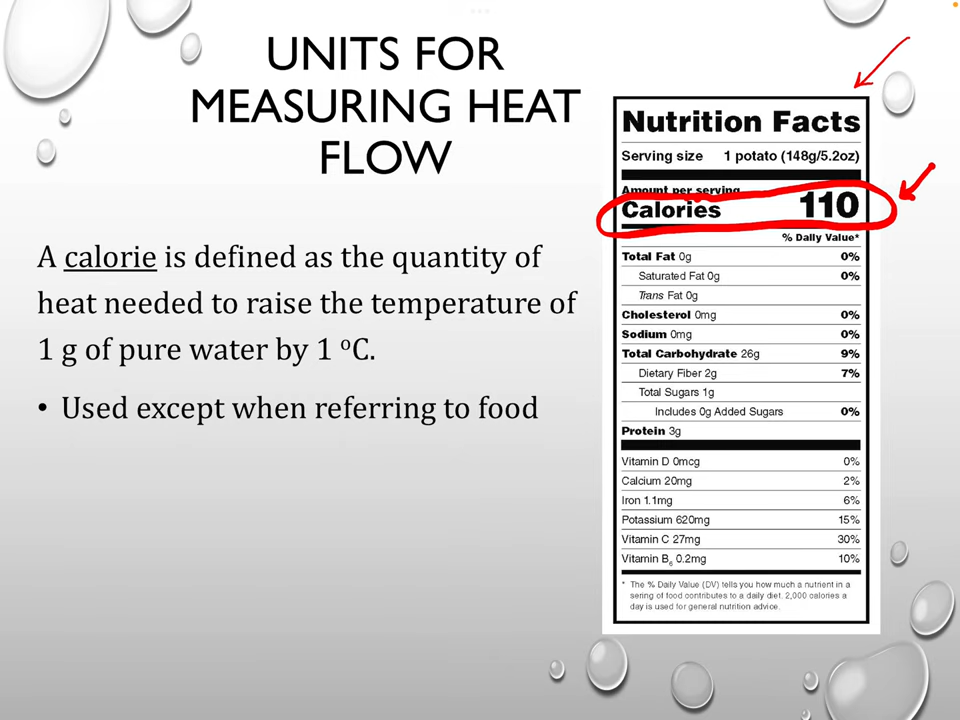 UNITS FOR
MEASURING HEAT
FLOW
A calorie is defined as the quantity of
heat needed to raise the temperature of
1 g of pure water by 1 ᵒC.
• Used except when referring to food
Nutrition Facts
Serving size 1 potato (148g/5.2oz)
Amount per serving
Calories 110
% Daily Value*
Total Fat 0g 0%
Saturated Fat 0g 0%
Trans Fat 0g
Cholesterol 0mg 0%
Sodium 0mg 0%
Total Carbohydrate 26g 9%
Dietary Fiber 2g 7%
Total Sugars 1g
Includes 0g Added Sugars 0%
Protein 3g
Vitamin D 0mcg 0%
Calcium 20mg 2%
Iron 1.1mg 6%
Potassium 620mg 15%
Vitamin C 27mg 30%
Vitamin B₆ 0.2mg 10%
* The % Daily Value (DV) tells you how much a nutrient in a
sering of food contributes to a daily diet. 2,000 calories a
day is used for general nutrition advice.